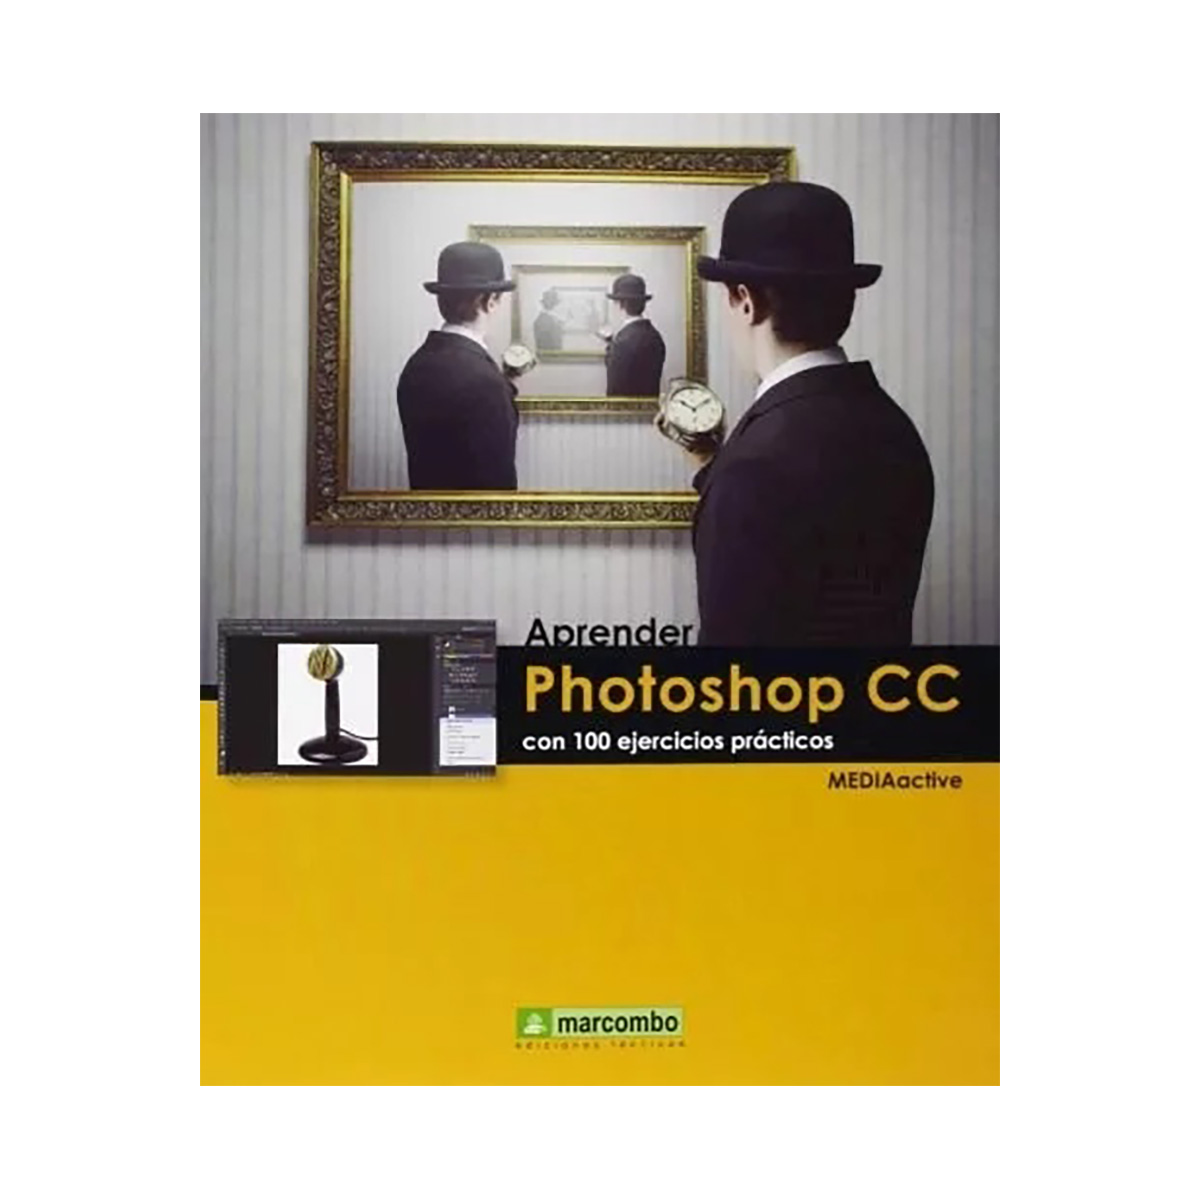 Aprender
Photoshop CC
con 100 ejercicios prácticos
MEDIAactive
marcombo
ediciones técnicas